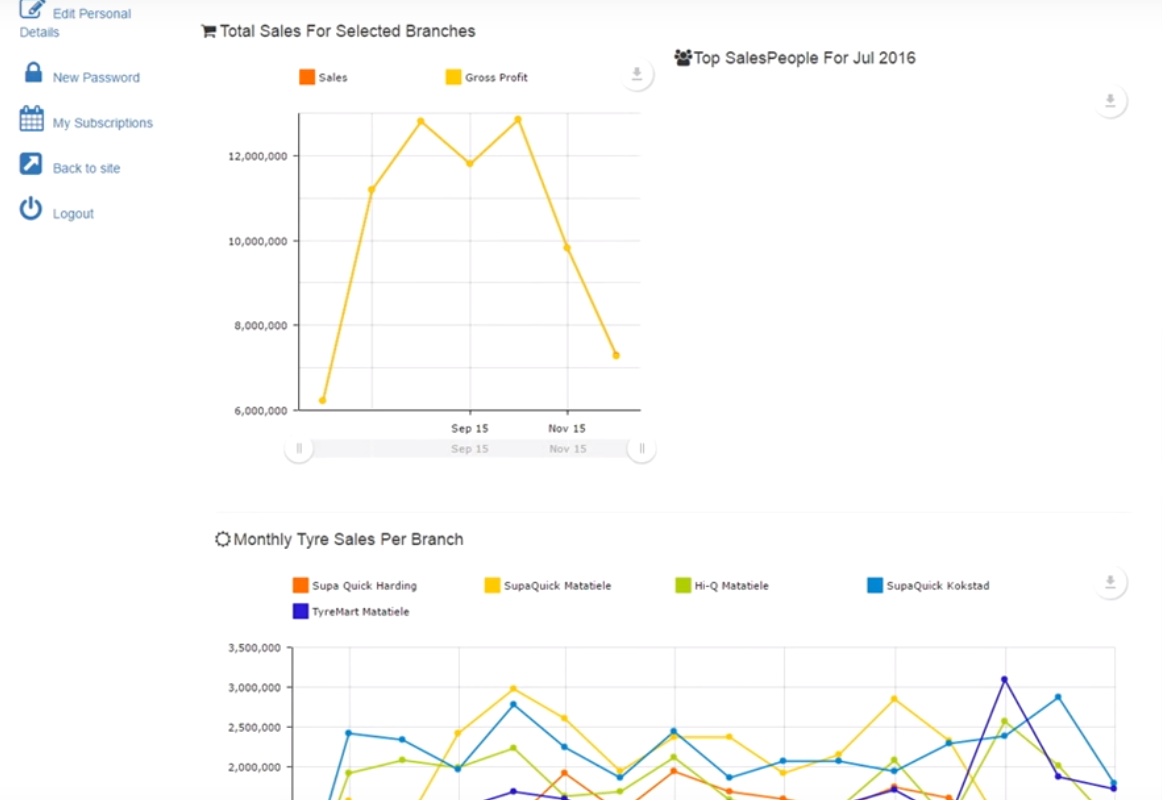 Edit Personal
Details
New Password
My Subscriptions
Back to site
Logout
Total Sales For Selected Branches
Sales
Gross Profit
12,000,000
10,000,000
8,000,000
6,000,000
Sep 15
Nov 15
Sep 15
Nov 15
Top SalesPeople For Jul 2016
Monthly Tyre Sales Per Branch
Supa Quick Harding
SupaQuick Matatiele
Hi-Q Matatiele
SupaQuick Kokstad
TyreMart Matatiele
3,500,000
3,000,000
2,500,000
2,000,000